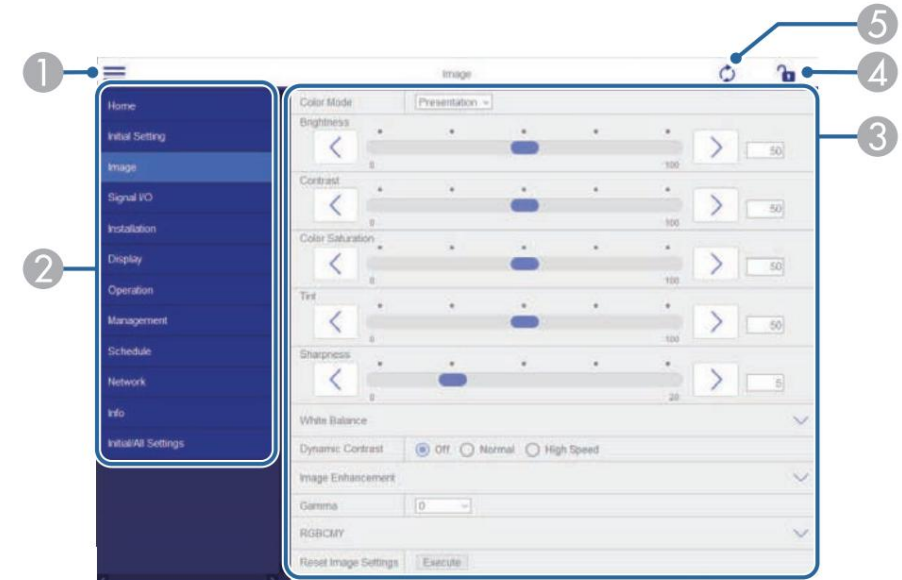 5
1
Image
4
Home
Initial Setting
Image
Signal I/O
Installation
Display
Operation
Management
Schedule
Network
Info
Initial/All Settings
2
3
Color Mode Presentation
Brightness
0 100 50
Contrast
0 100 50
Color Saturation
0 100 50
Tint
0 100 50
Sharpness
0 20 5
White Balance
Dynamic Contrast Off Normal High Speed
Image Enhancement
Gamma 0
RGBCMY
Reset Image Settings Execute